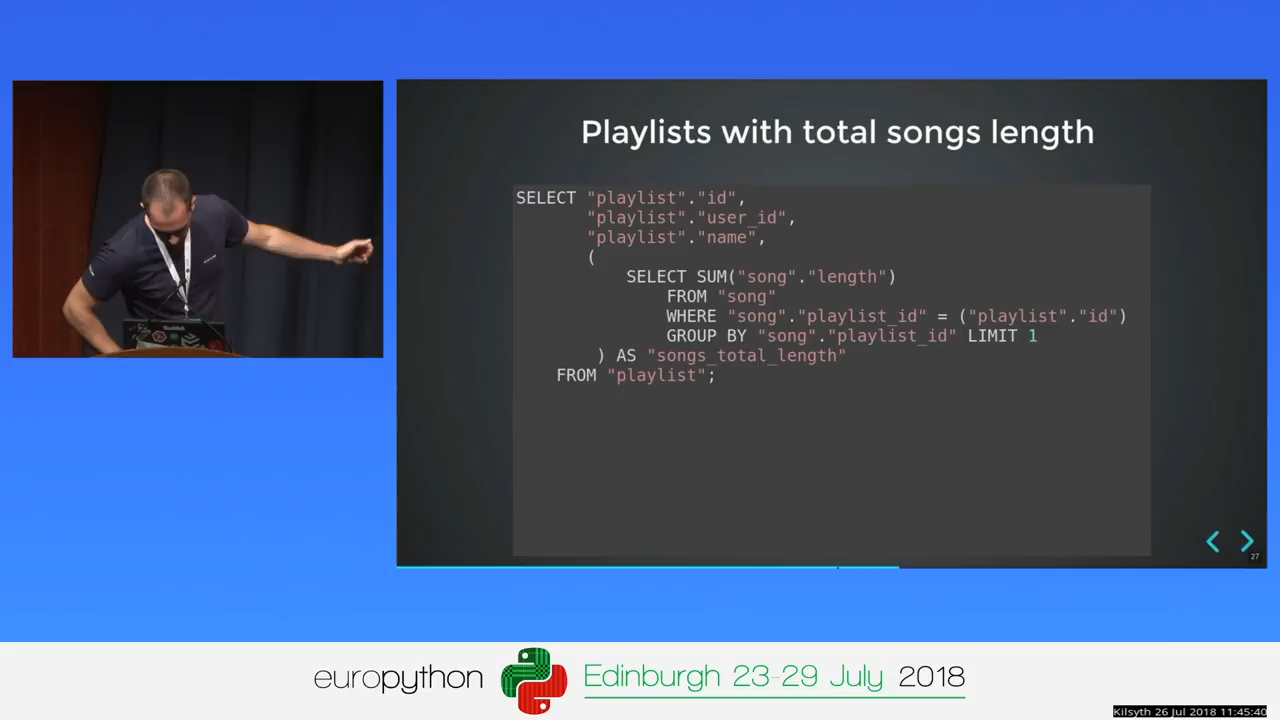 Playlists with total songs length
SELECT "playlist"."id",
"playlist"."user_id",
"playlist"."name",
(
SELECT SUM("song"."length")
FROM "song"
WHERE "song"."playlist_id" = ("playlist"."id")
GROUP BY "song"."playlist_id" LIMIT 1
) AS "songs_total_length"
FROM "playlist";
27
europython
Edinburgh 23-29 July 2018
Kilsyth 26 Jul 2018 11:45:40